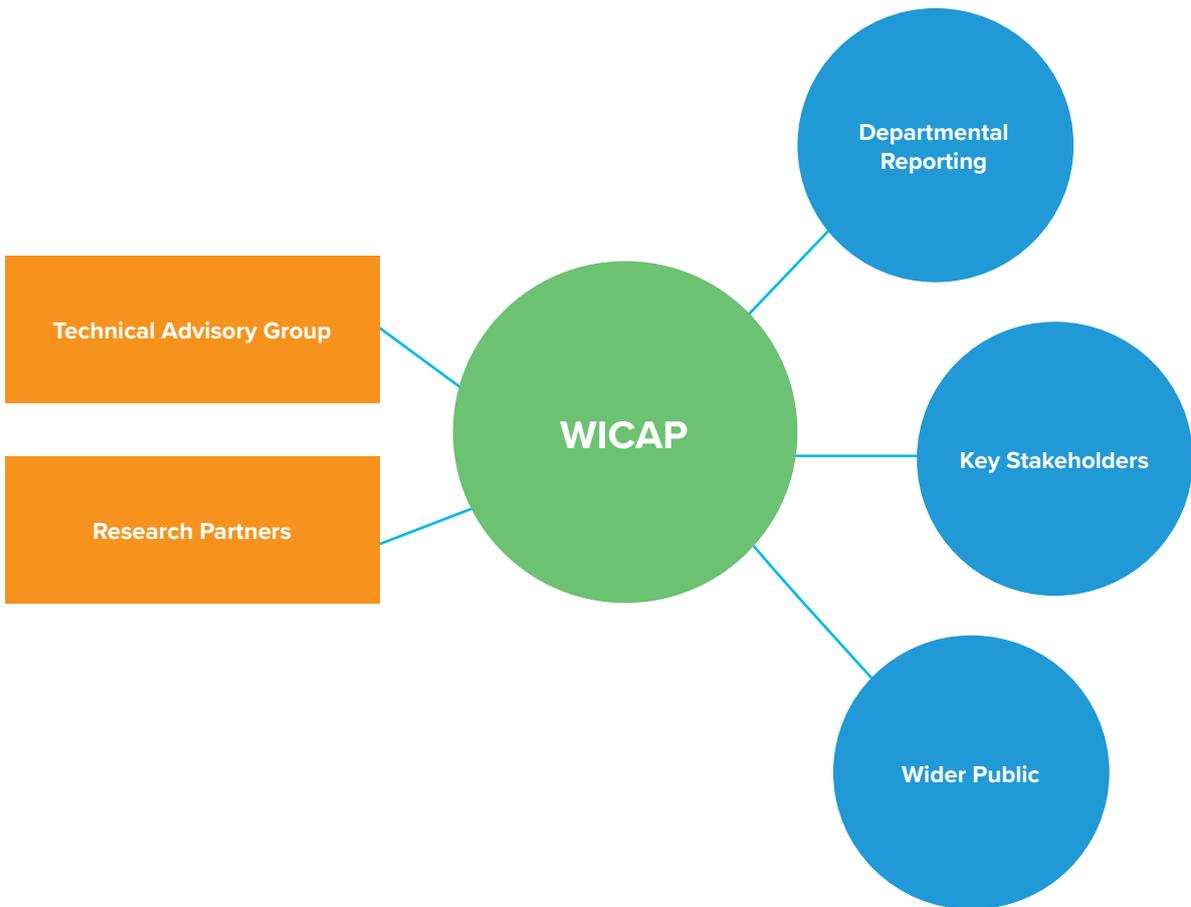 Departmental
Reporting
Technical Advisory Group
WICAP
Key Stakeholders
Research Partners
Wider Public